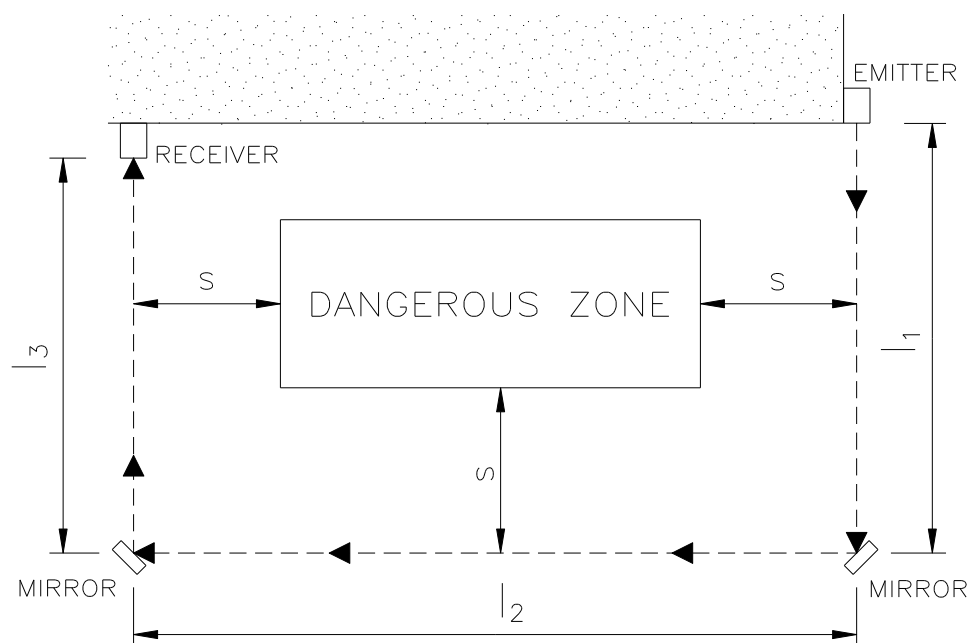 EMITTER
RECEIVER
S
S
DANGEROUS ZONE
l3
l1
S
MIRROR
MIRROR
l2